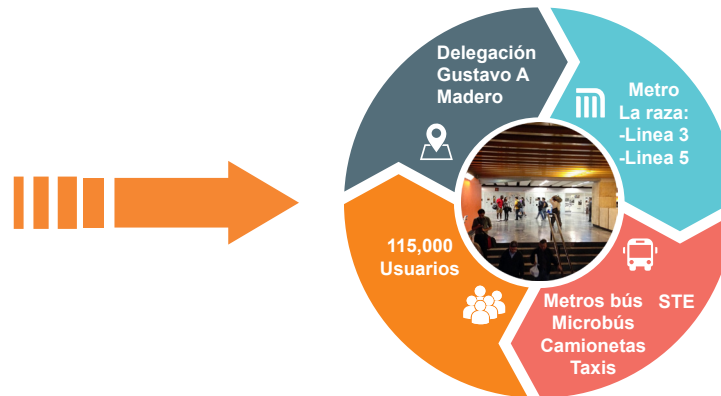 Delegación
Gustavo A
Madero
Metro
La raza:
-Linea 3
-Linea 5
115,000
Usuarios
Metros bús STE
Microbús
Camionetas
Taxis